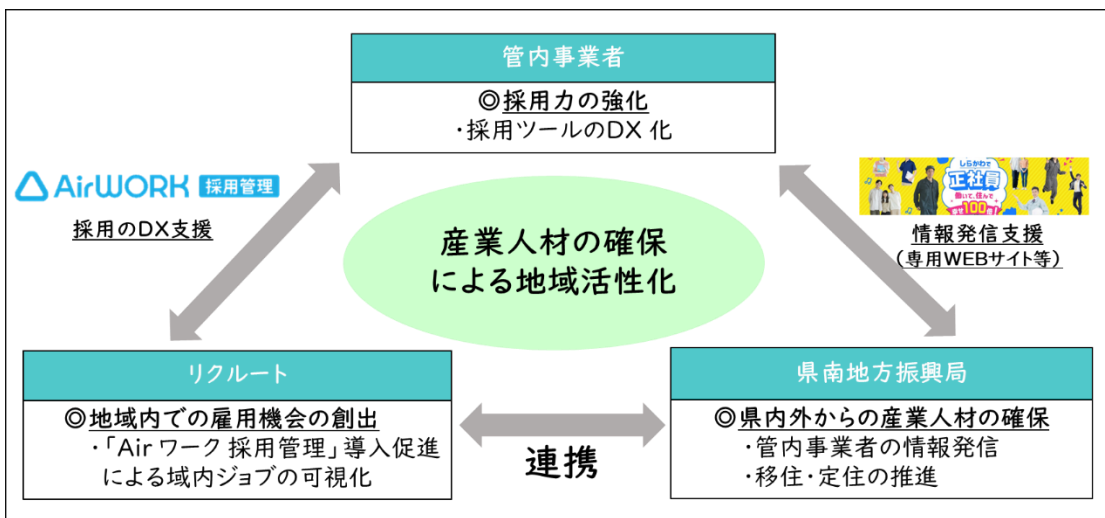 管内事業者
◎採用力の強化
・採用ツールのDX 化
AirWORK 採用管理
採用のDX支援
しらかわで
正社員
働いて、住んで
幸せ100倍!
情報発信支援
(専用WEBサイト等)
産業人材の確保
による地域活性化
リクルート
◎地域内での雇用機会の創出
・「Air ワーク 採用管理」導入促進
による域内ジョブの可視化
連携
県南地方振興局
◎県内外からの産業人材の確保
・管内事業者の情報発信
・移住・定住の推進